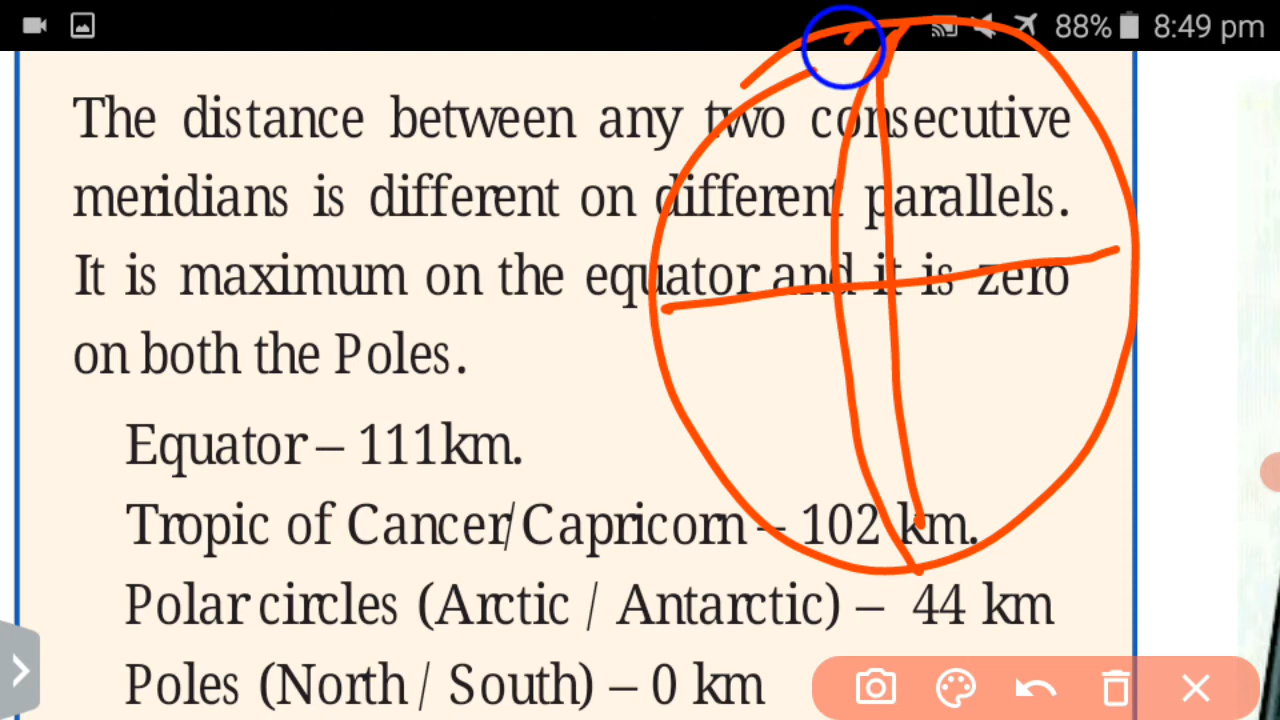 88% 8:49 pm
The distance between any two consecutive
meridians is different on different parallels.
It is maximum on the equator and it is zero
on both the Poles.
Equator – 111km.
Tropic of Cancer/Capricorn – 102 km.
Polar circles (Arctic / Antarctic) – 44 km
Poles (North / South) – 0 km